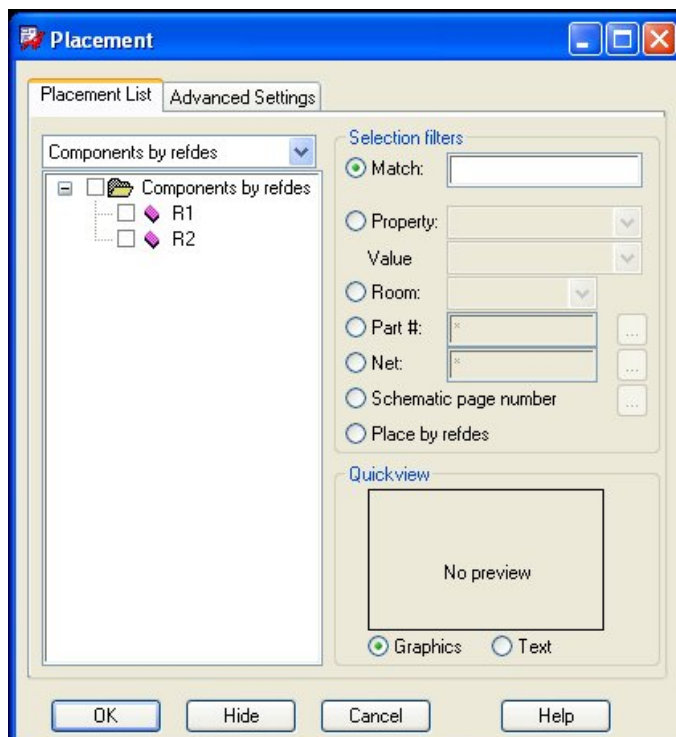 Placement
Placement List
Advanced Settings
Components by refdes
Components by refdes
R1
R2
Selection filters
Match:
Property:
Value
Room:
Part #:
*
...
Net:
*
...
Schematic page number
...
Place by refdes
Quickview
No preview
Graphics
Text
OK
Hide
Cancel
Help